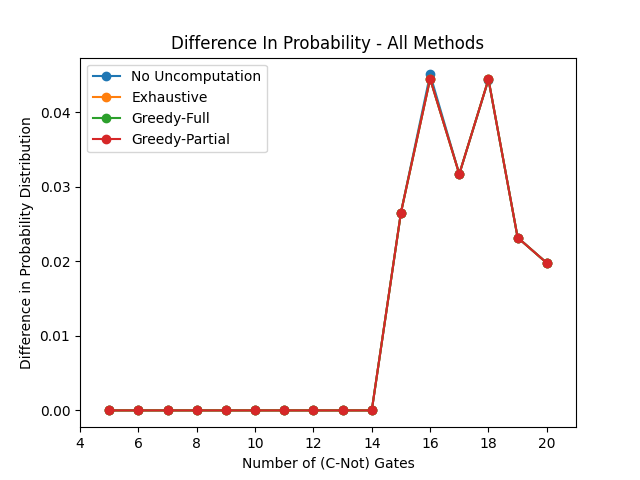 Difference In Probability - All Methods
No Uncomputation
Exhaustive
Greedy-Full
Greedy-Partial
Difference in Probability Distribution
0.04
0.03
0.02
0.01
0.00
4 6 8 10 12 14 16 18 20
Number of (C-Not) Gates